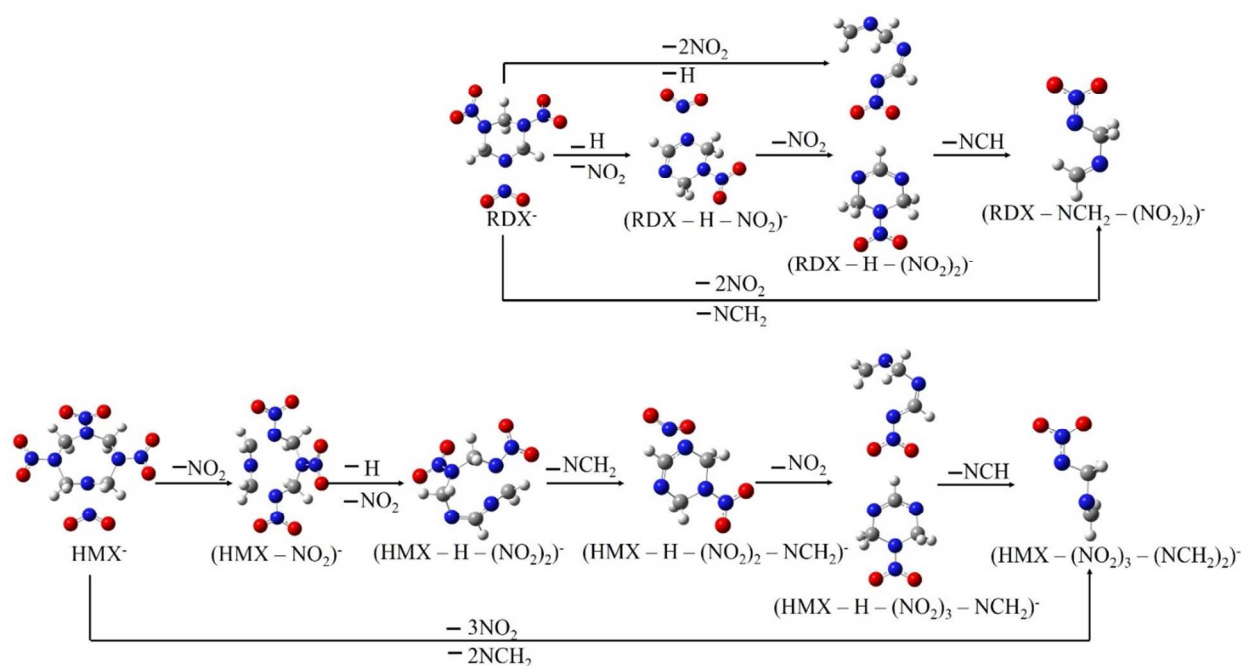 −2NO₂
−H
− H
− NO₂
−NO₂
−NCH
RDX⁻
(RDX – H – NO₂)⁻
(RDX – NCH₂ – (NO₂)₂)⁻
(RDX – H – (NO₂)₂)⁻
− 2NO₂
−NCH₂
−NO₂
− H
− NO₂
−NCH₂
−NO₂
−NCH
HMX⁻
(HMX – NO₂)⁻
(HMX – H – (NO₂)₂)⁻
(HMX – H – (NO₂)₂ – NCH₂)⁻
(HMX – (NO₂)₃ – (NCH₂)₂)⁻
(HMX – H – (NO₂)₃ – NCH₂)⁻
− 3NO₂
− 2NCH₂